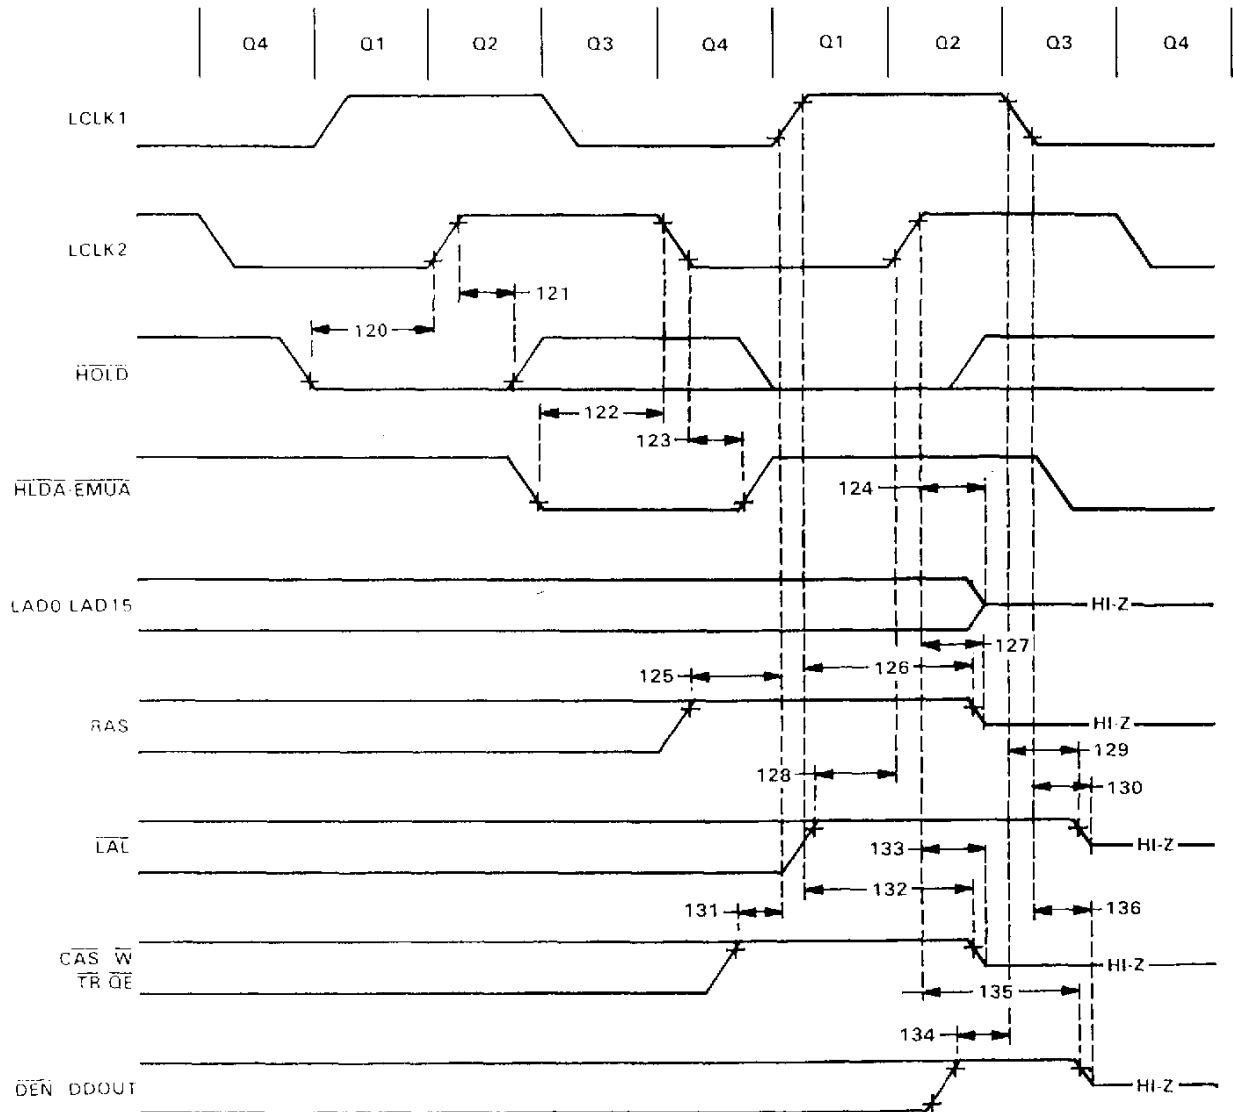 Q4 Q1 Q2 Q3 Q4 Q1 Q2 Q3 Q4
LCLK1
LCLK2
121
120
HOLD
122
123
HLDA·EMUA
124
LAD0 LAD15
HI-Z
127
126
125
RAS
HI-Z
129
128
130
LAL
133
HI-Z
132
131
136
CAS W
TR QE
HI-Z
135
134
DEN DDOUT
HI-Z